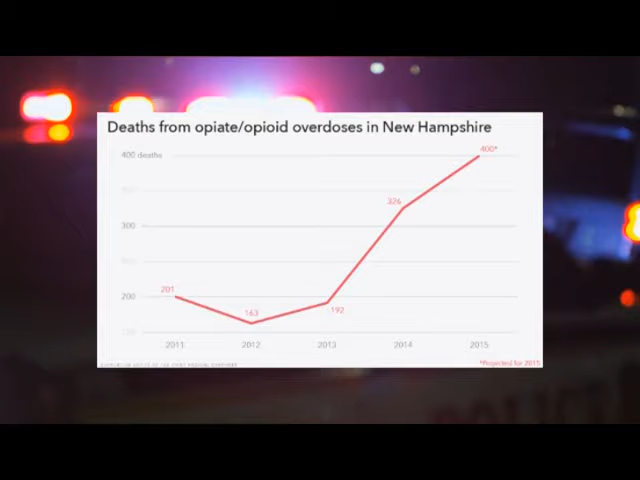 Deaths from opiate/opioid overdoses in New Hampshire
400 deaths
400*
326
300
201
200
163
192
2011 2012 2013 2014 2015
*Projected for 2015